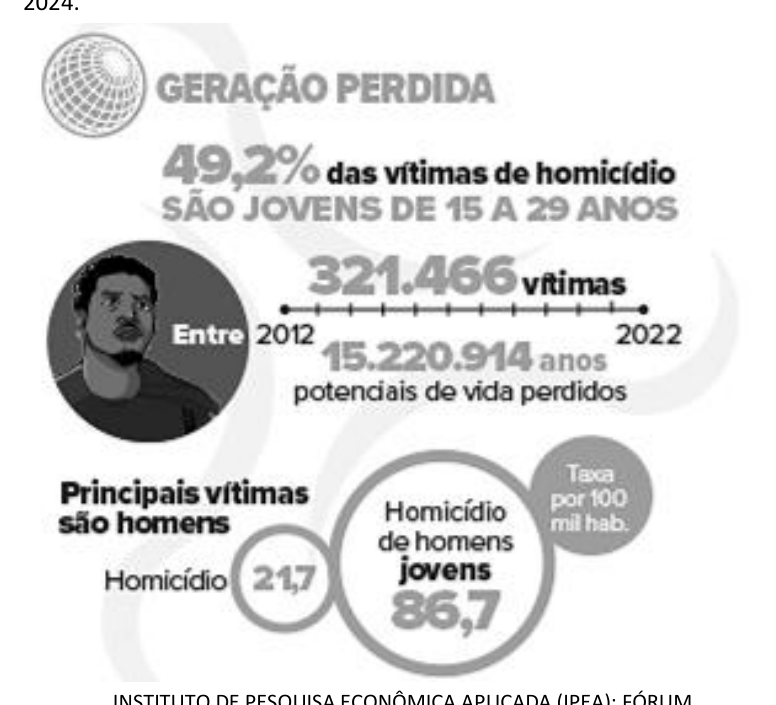 2024.
GERAÇÃO PERDIDA
49,2% das vítimas de homicídio
SÃO JOVENS DE 15 A 29 ANOS
321.466 vítimas
Entre 2012 2022
15.220.914 anos
potenciais de vida perdidos
Principais vítimas
são homens
Homicídio 21,7
Homicídio
de homens
jovens
86,7
Taxa
por 100
mil hab.
INSTITUTO DE PESQUISA ECONÔMICA APLICADA (IPEA); FÓRUM